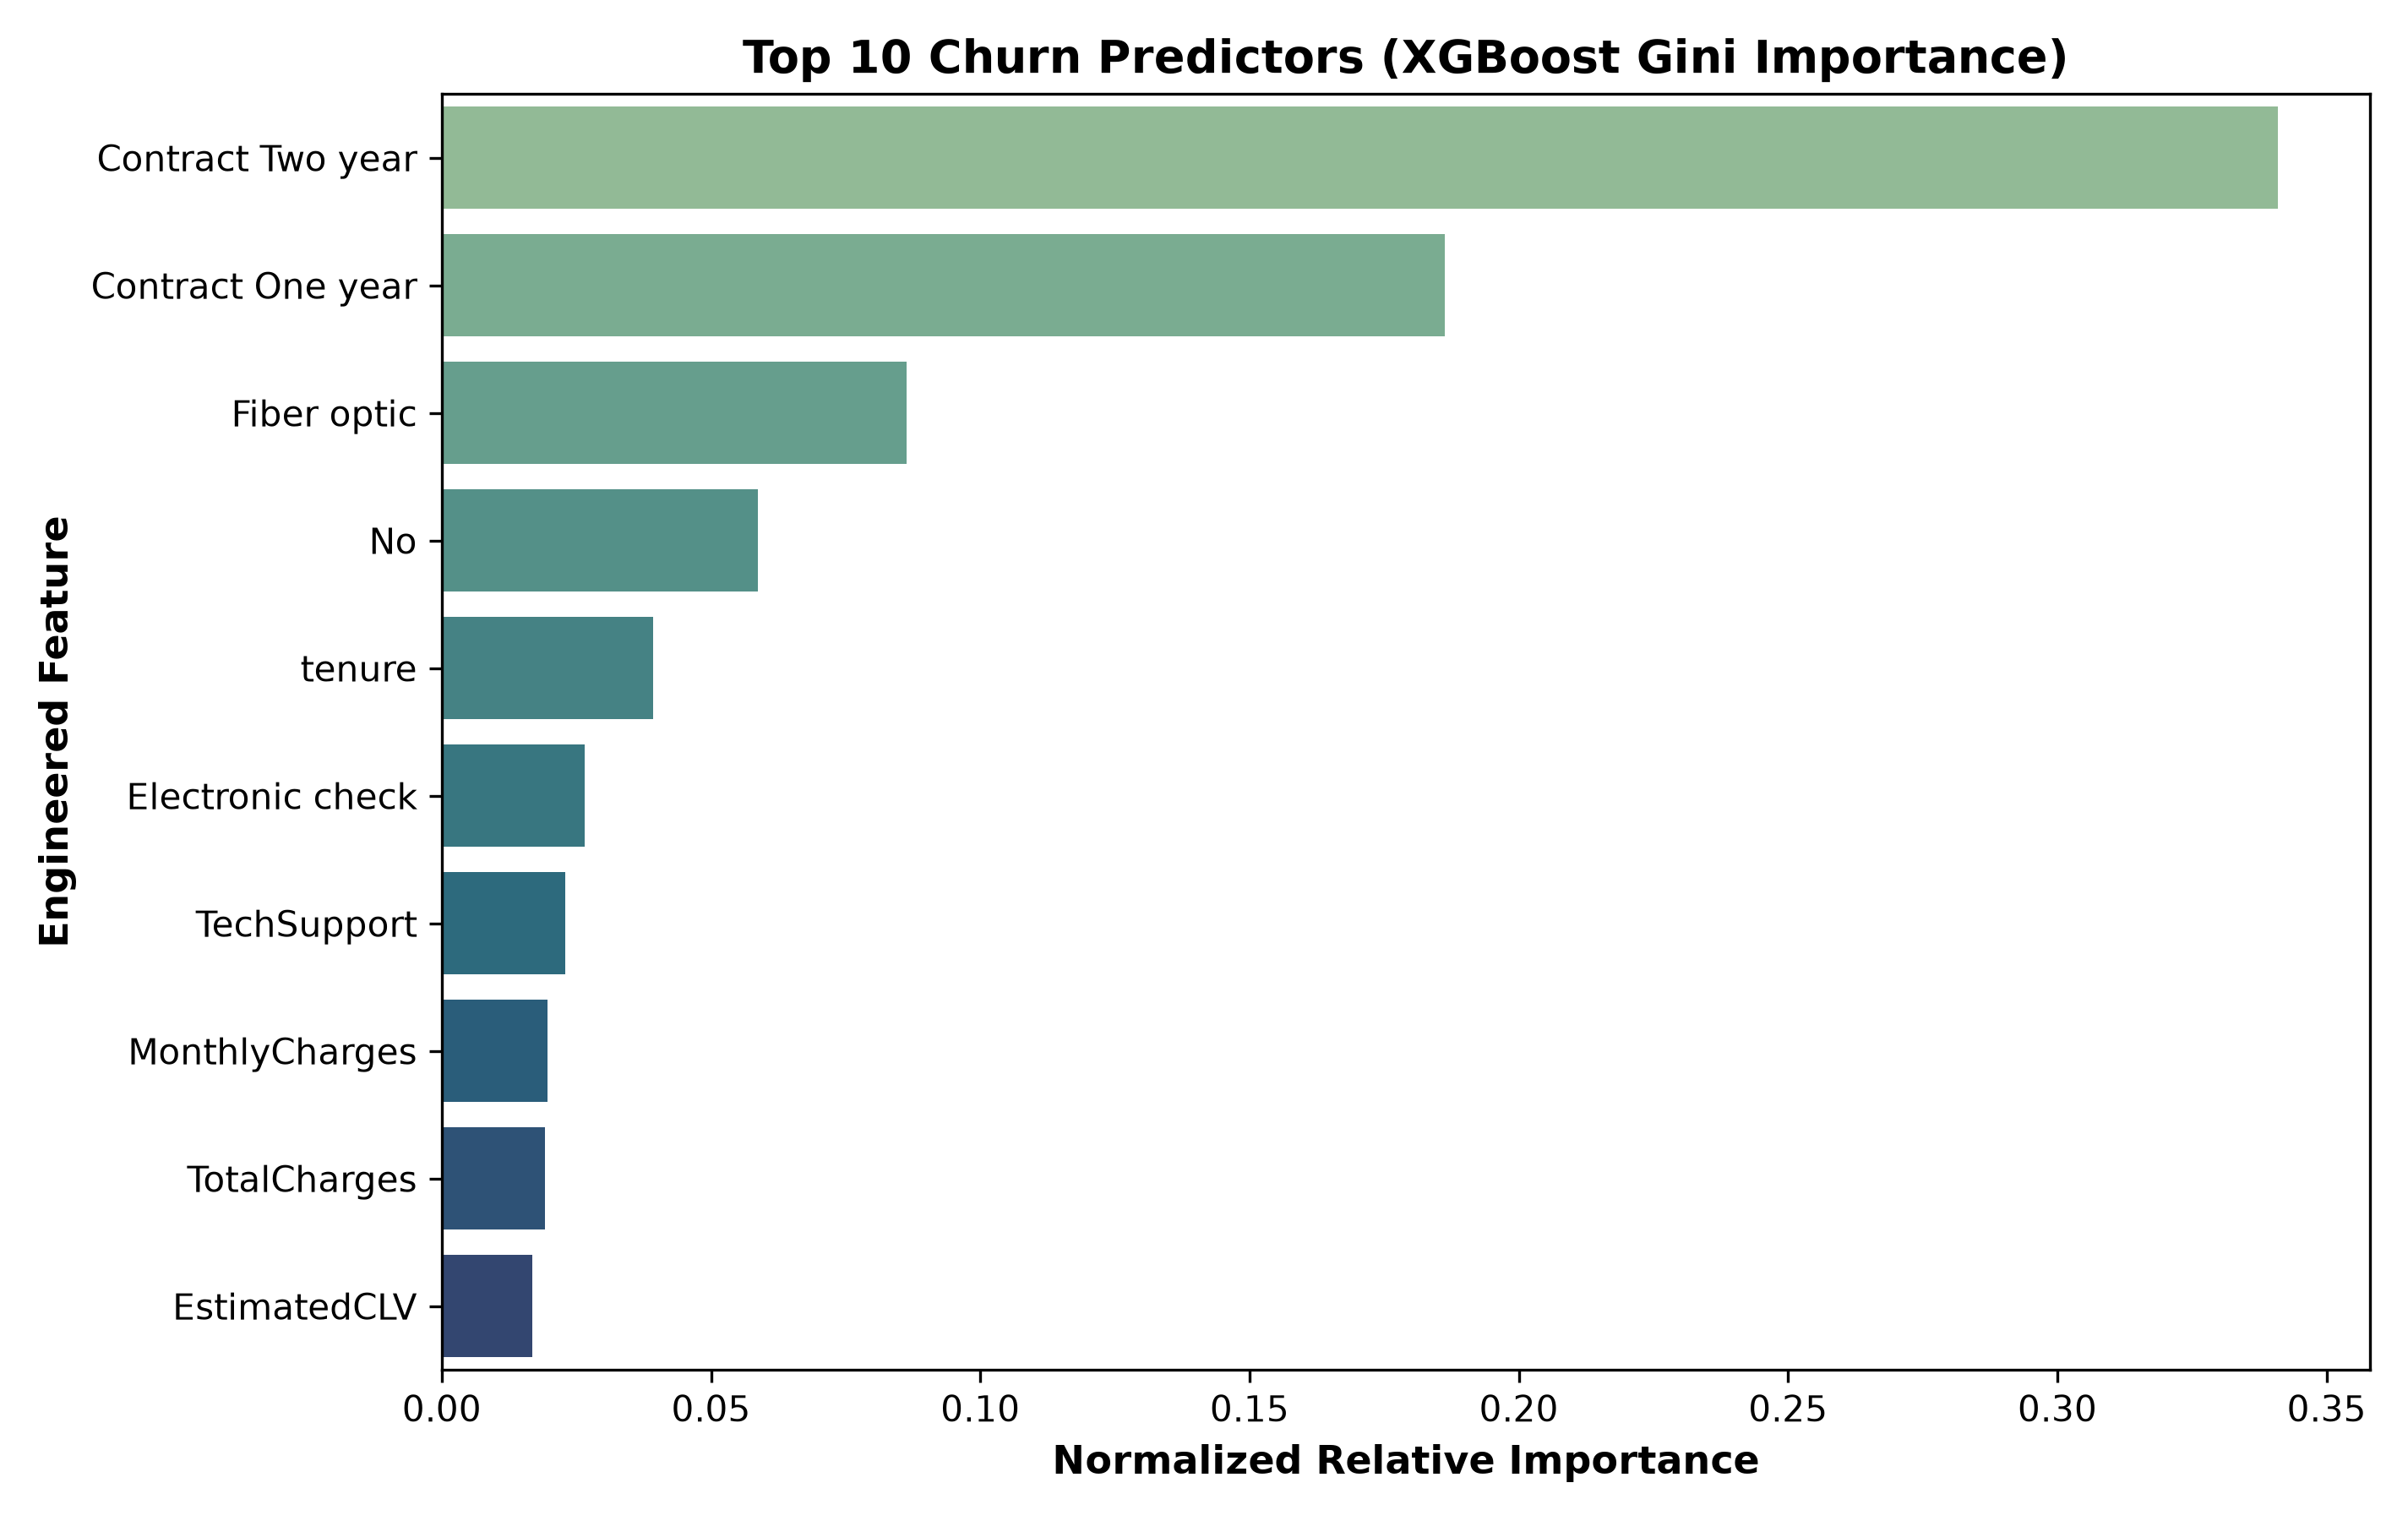 Top 10 Churn Predictors (XGBoost Gini Importance)
Engineered Feature
Contract Two year
Contract One year
Fiber optic
No
tenure
Electronic check
TechSupport
MonthlyCharges
TotalCharges
EstimatedCLV
0.00 0.05 0.10 0.15 0.20 0.25 0.30 0.35
Normalized Relative Importance